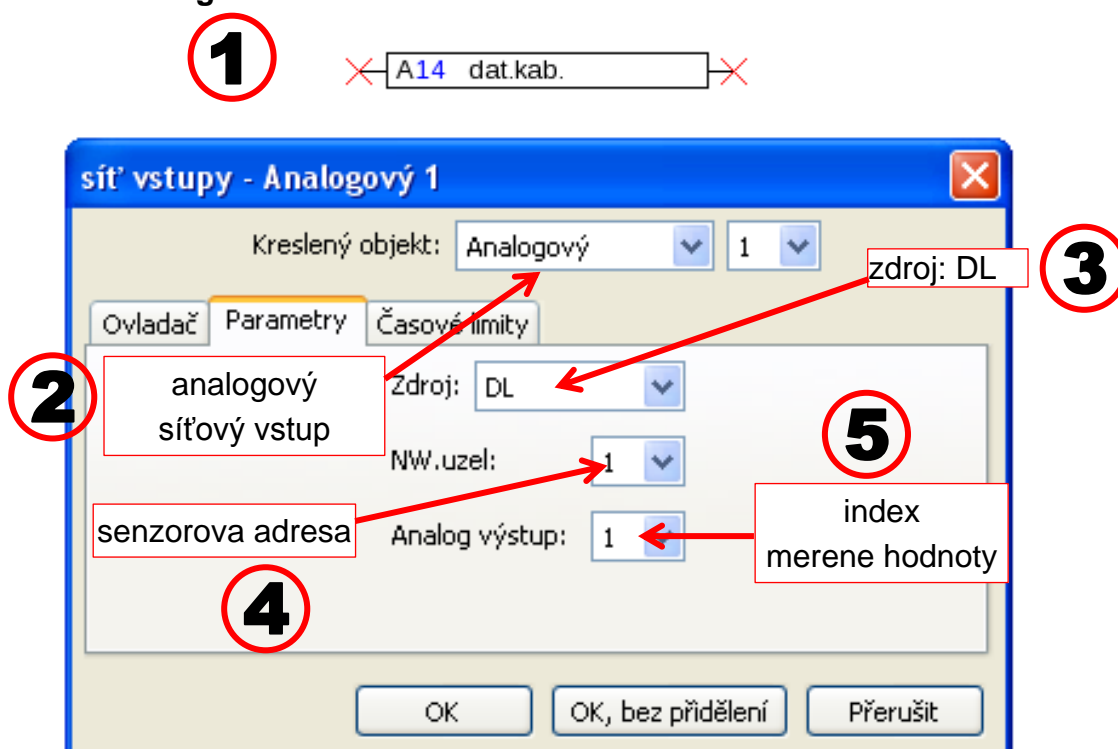 1
A14 dat.kab.
síť vstupy - Analogový 1
Kreslený objekt: Analogový 1
zdroj: DL
3
Ovladač Parametry Časové limity
2
analogový
síťový vstup
Zdroj: DL
5
NW.uzel: 1
senzorova adresa
Analog výstup: 1
index
merene hodnoty
4
OK OK, bez přidělení Přerušit